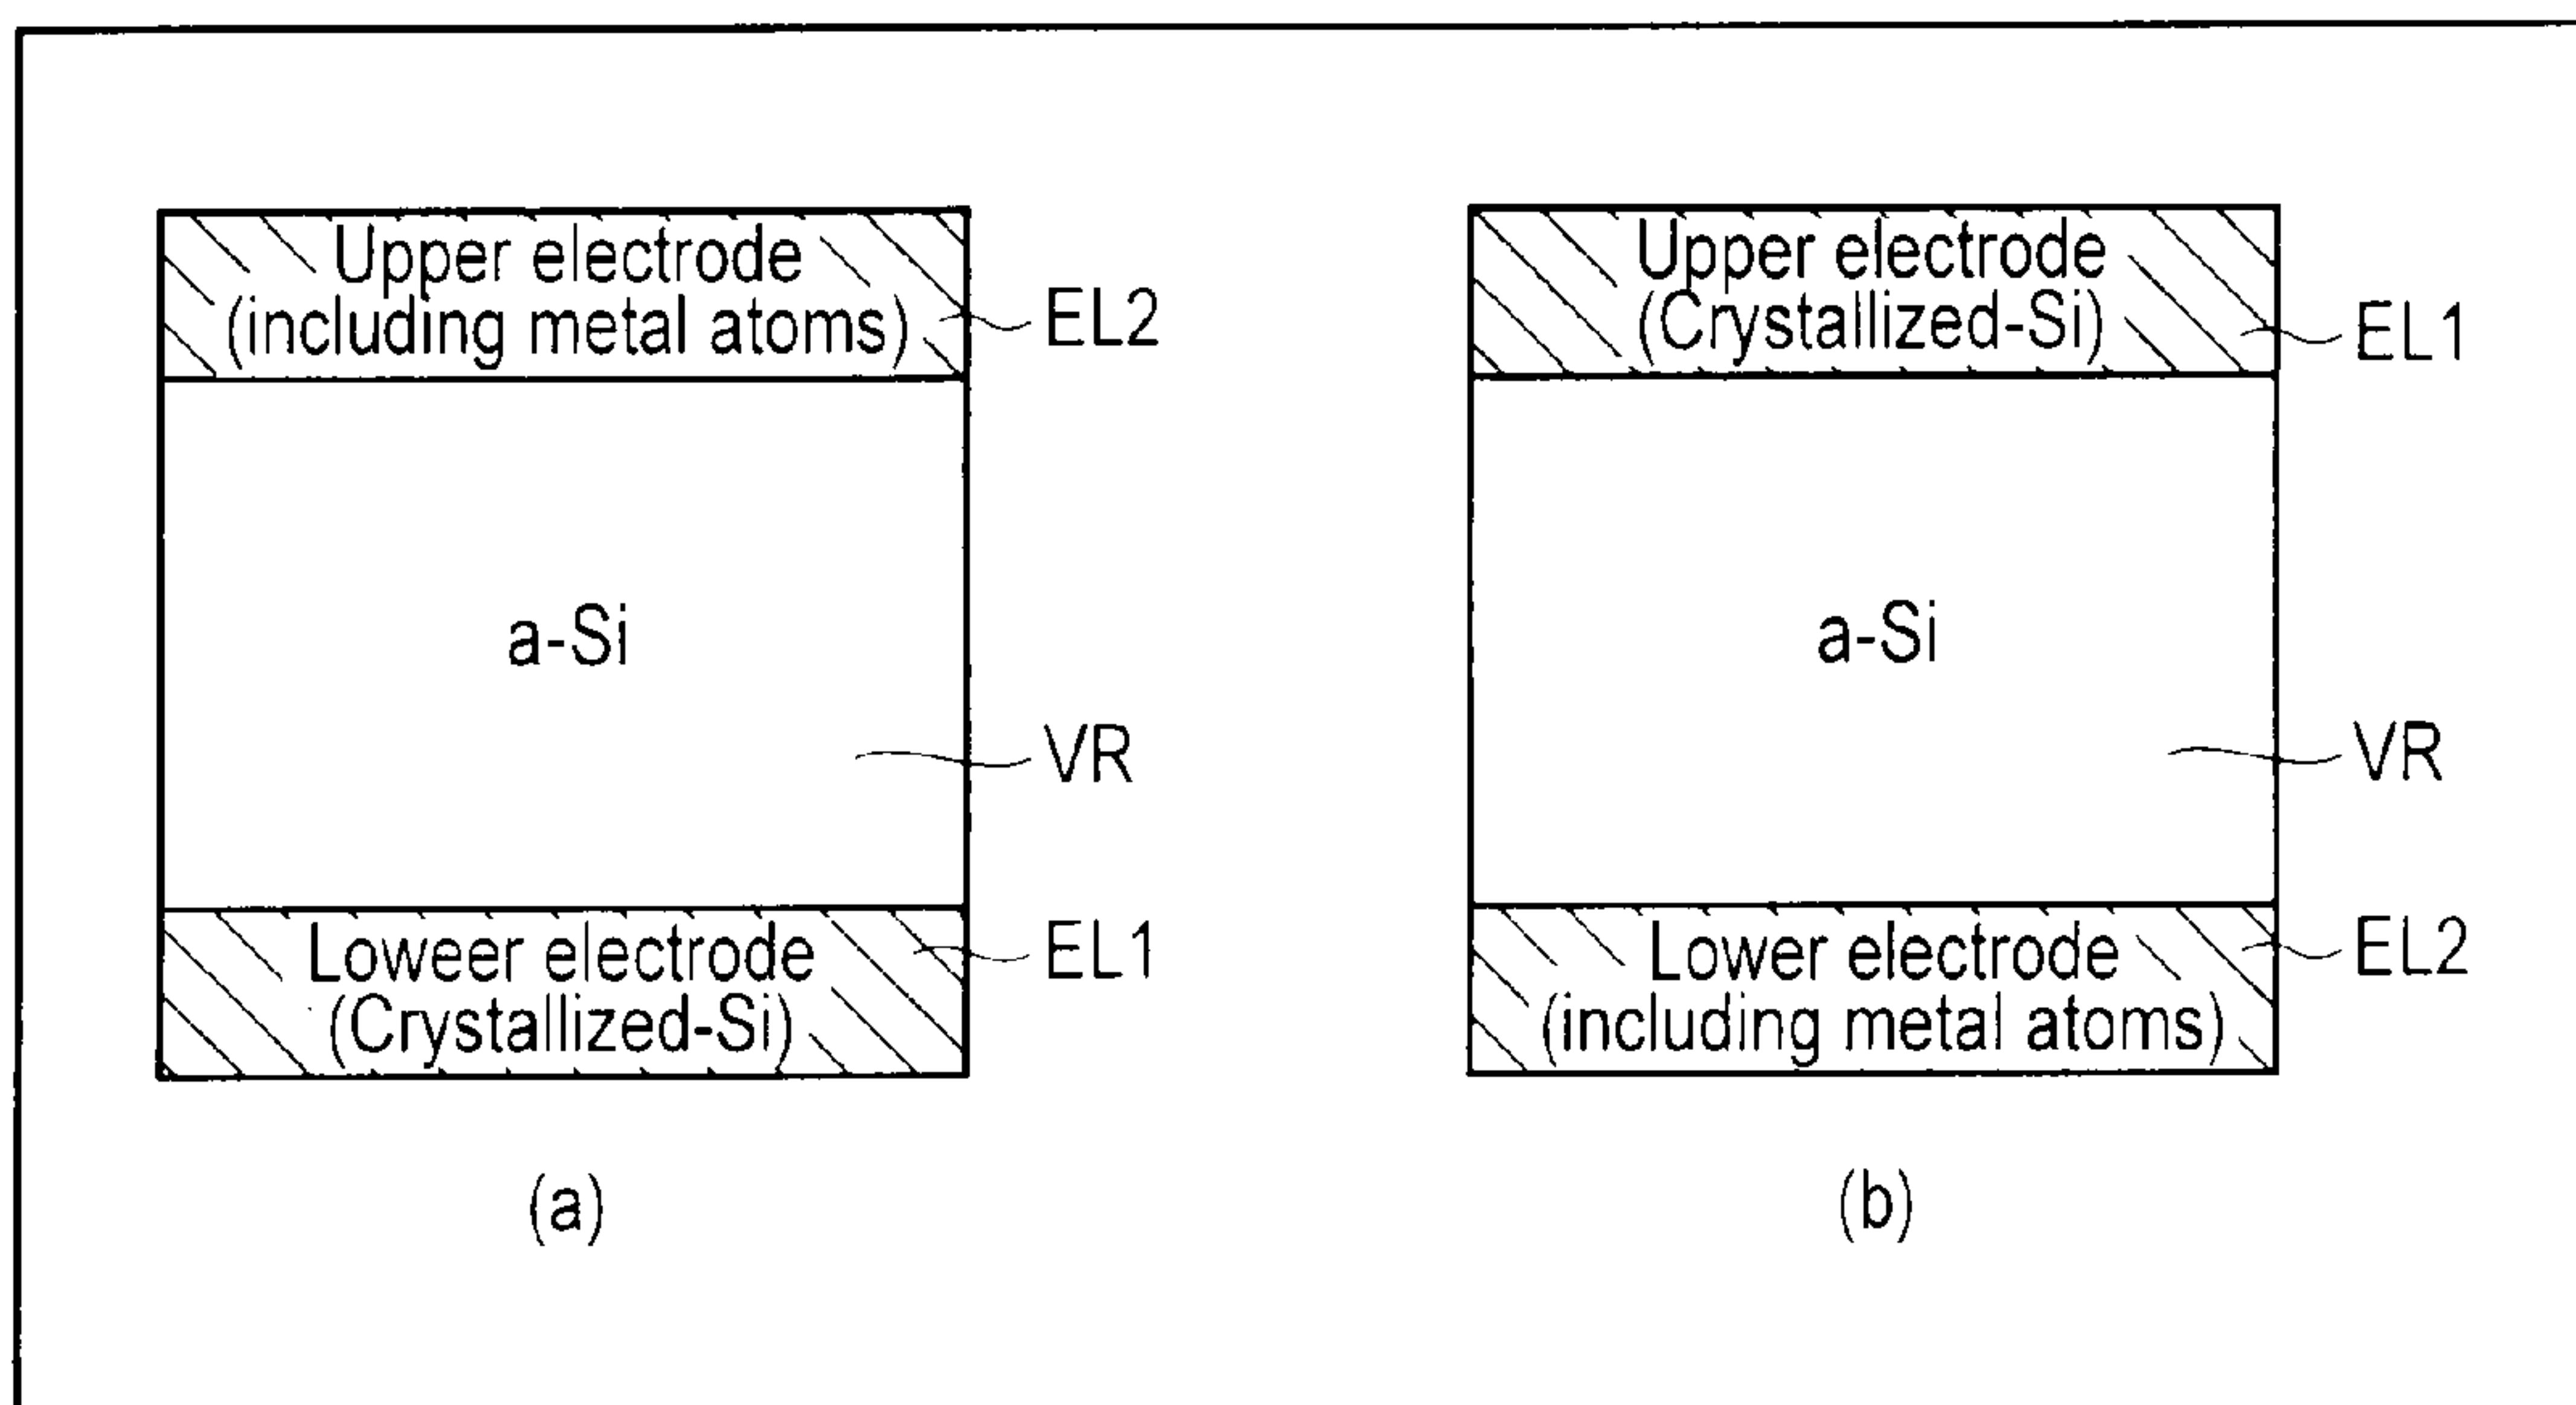 Upper electrode
(including metal atoms)
EL2
a-Si
VR
Loweer electrode
(Crystallized-Si)
EL1
(a)
Upper electrode
(Crystallized-Si)
EL1
a-Si
VR
Lower electrode
(including metal atoms)
EL2
(b)